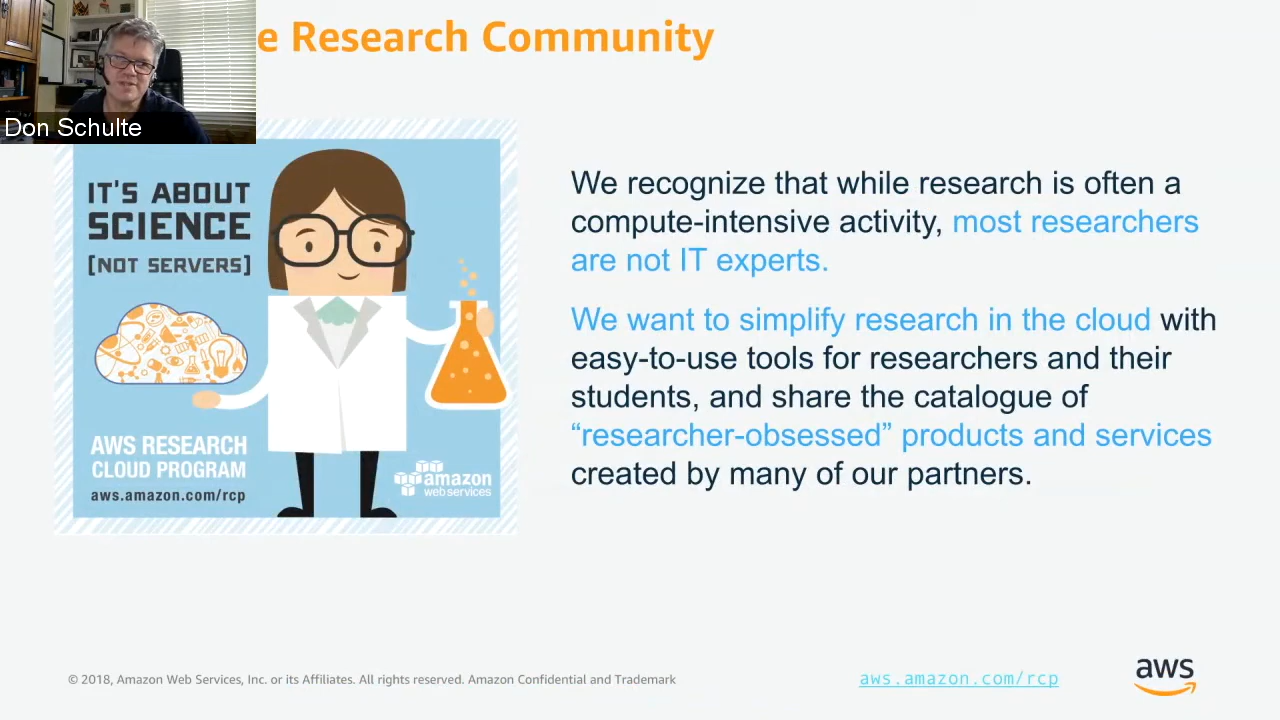 e Research Community
Don Schulte
IT'S ABOUT
SCIENCE
[NOT SERVERS]
AWS RESEARCH
CLOUD PROGRAM
aws.amazon.com/rcp
amazon
web services
We recognize that while research is often a
compute-intensive activity, most researchers
are not IT experts.
We want to simplify research in the cloud with
easy-to-use tools for researchers and their
students, and share the catalogue of
“researcher-obsessed” products and services
created by many of our partners.
© 2018, Amazon Web Services, Inc. or its Affiliates. All rights reserved. Amazon Confidential and Trademark
aws.amazon.com/rcp
aws